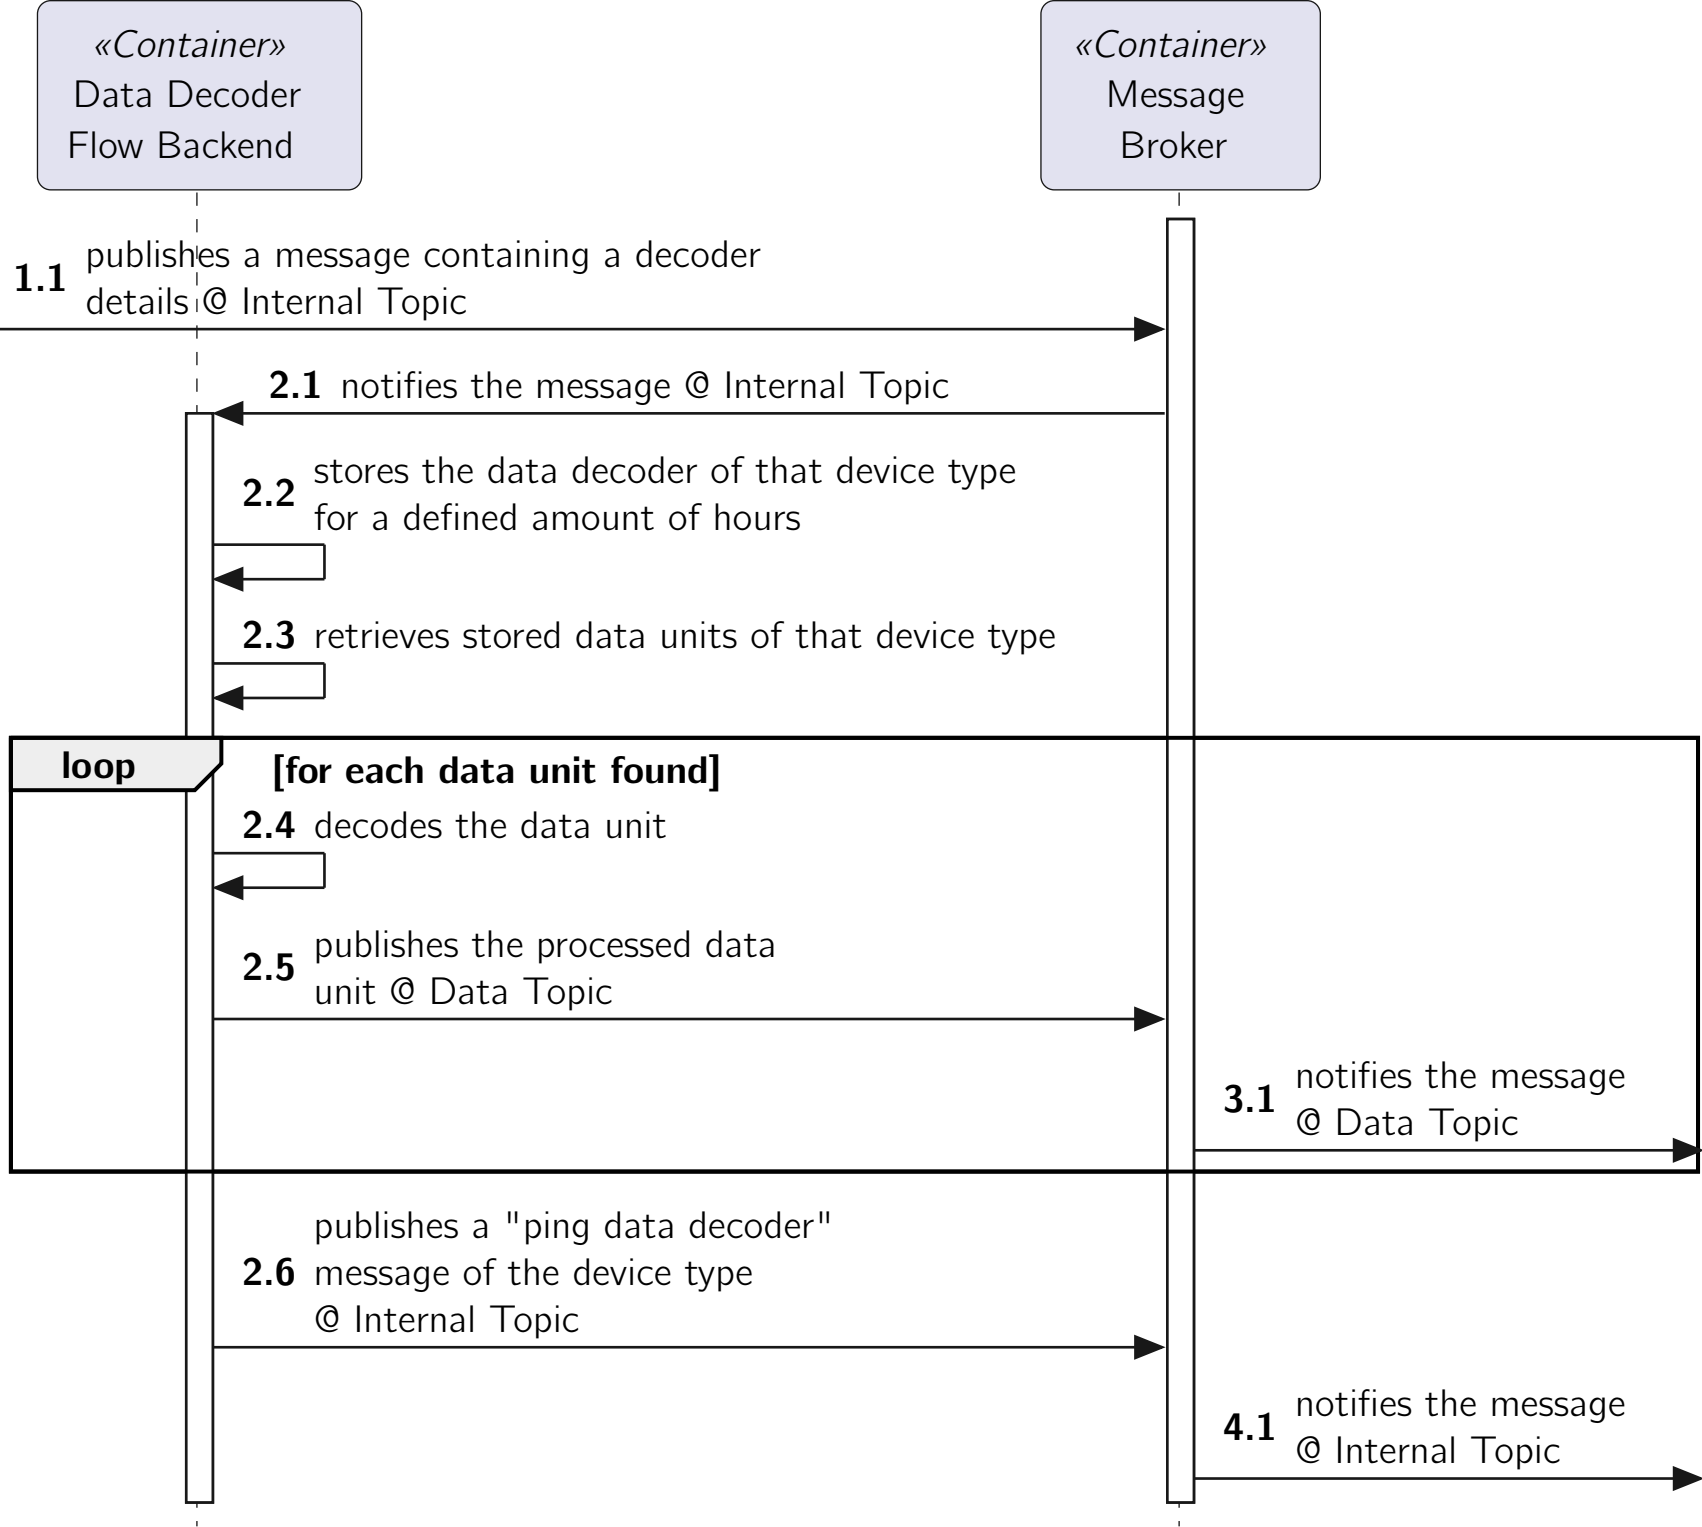 «Container»
Data Decoder
Flow Backend
«Container»
Message
Broker
1.1 publishes a message containing a decoder
details @ Internal Topic
2.1 notifies the message @ Internal Topic
2.2 stores the data decoder of that device type
for a defined amount of hours
2.3 retrieves stored data units of that device type
loop [for each data unit found]
2.4 decodes the data unit
2.5 publishes the processed data
unit @ Data Topic
3.1 notifies the message
@ Data Topic
publishes a "ping data decoder"
2.6 message of the device type
@ Internal Topic
4.1 notifies the message
@ Internal Topic